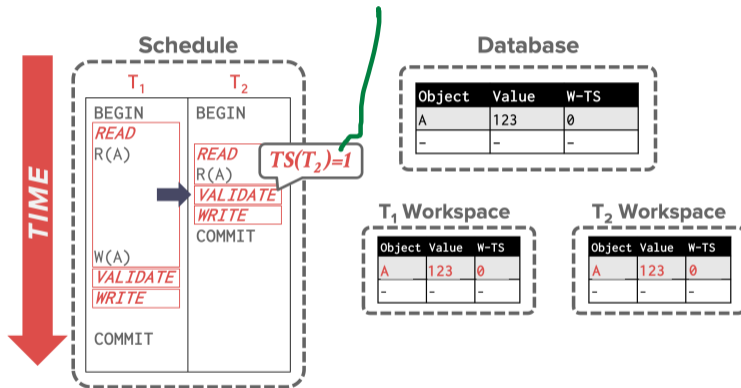 Schedule
T1 T2
BEGIN BEGIN
READ
R(A) READ
TS(T2)=1
R(A)
VALIDATE
WRITE
COMMIT
W(A)
VALIDATE
WRITE
COMMIT
TIME
Database
Object Value W-TS
A 123 0
– – –
T1 Workspace
Object Value W-TS
A 123 0
– – –
T2 Workspace
Object Value W-TS
A 123 0
– – –